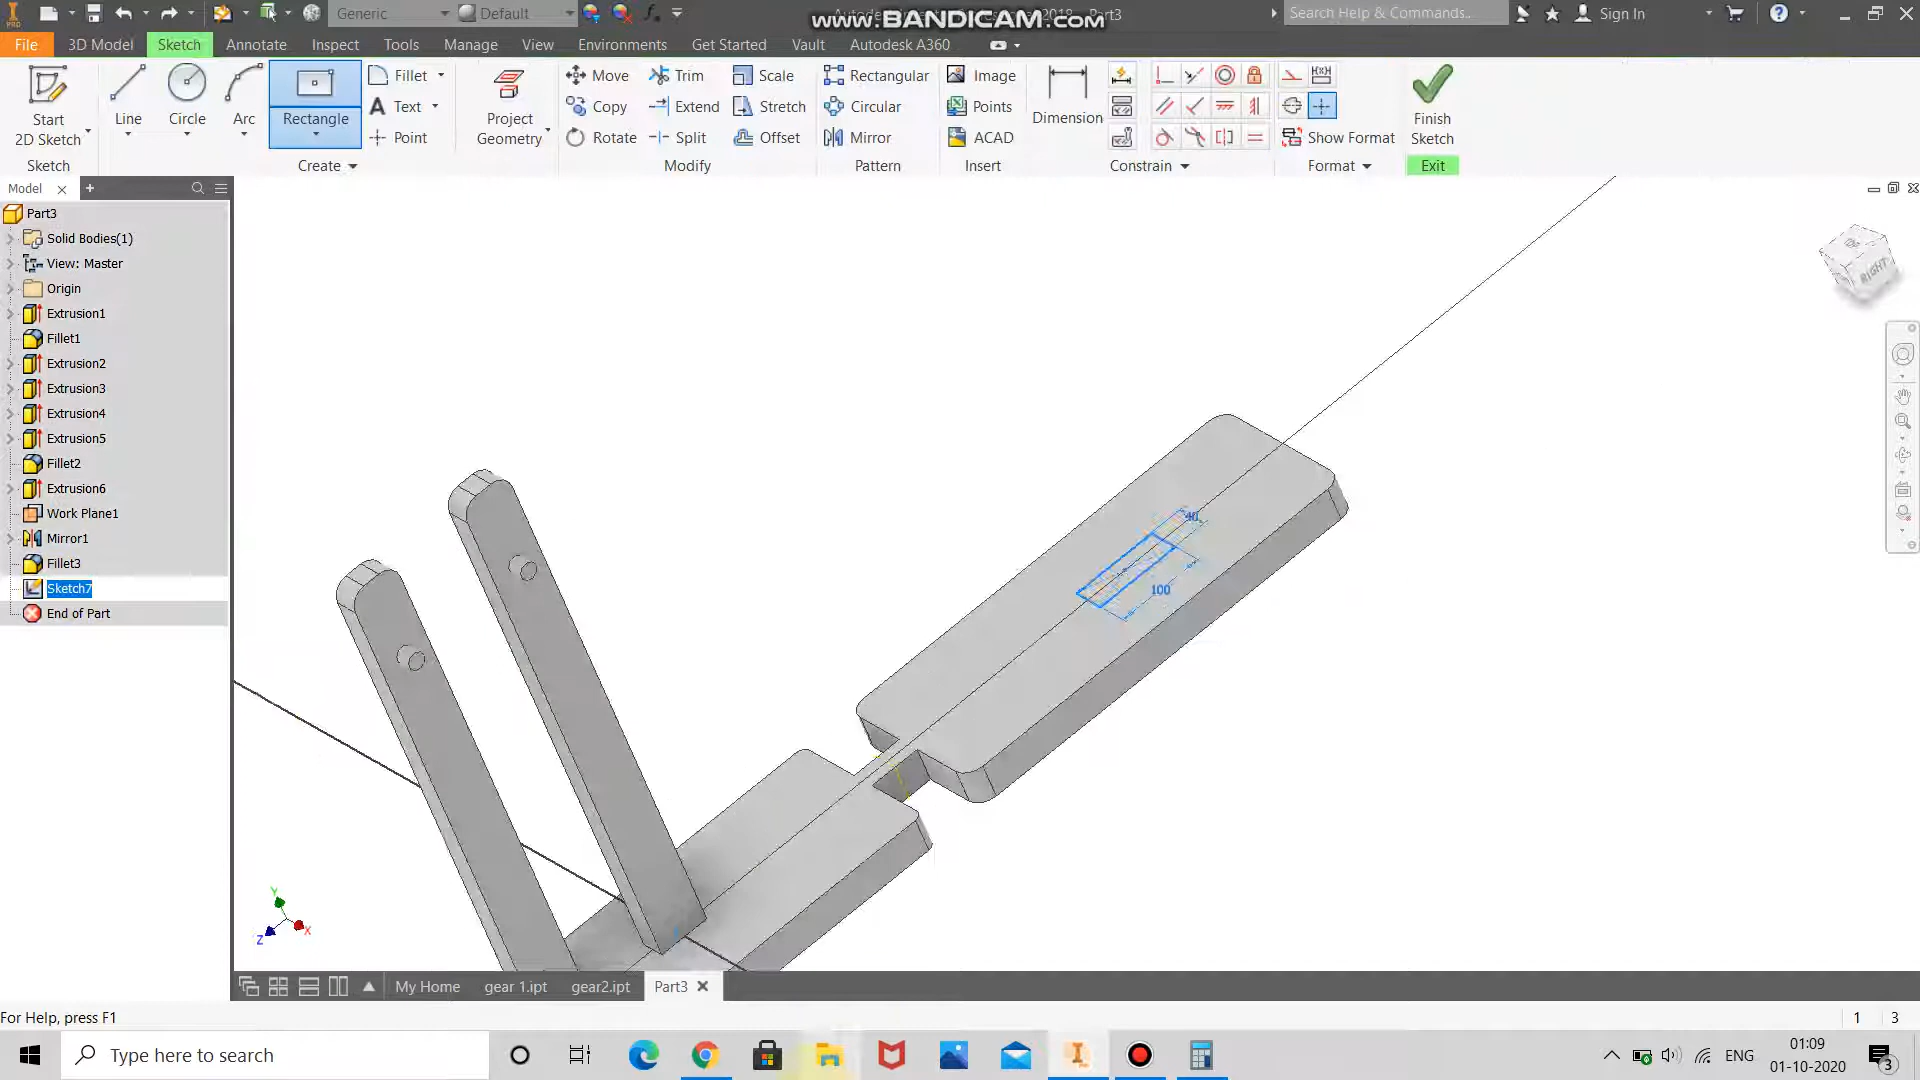 Generic
Default
www.BANDICAM.com
Part3
Search Help & Commands...
Sign In
File
3D Model
Sketch
Annotate
Inspect
Tools
Manage
View
Environments
Get Started
Vault
Autodesk A360
Start
2D Sketch
Line
Circle
Arc
Rectangle
Fillet
Text
Point
Project
Geometry
Move
Copy
Rotate
Trim
Extend
Split
Scale
Stretch
Offset
Rectangular
Circular
Mirror
Image
Points
ACAD
Dimension
Show Format
Finish
Sketch
Sketch
Create
Modify
Pattern
Insert
Constrain
Format
Exit
Model
Part3
Solid Bodies(1)
View: Master
Origin
Extrusion1
Fillet1
Extrusion2
Extrusion3
Extrusion4
Extrusion5
Fillet2
Extrusion6
Work Plane1
Mirror1
Fillet3
Sketch7
End of Part
RIGHT
40
100
Y
X
Z
My Home
gear 1.ipt
gear2.ipt
Part3
For Help, press F1
1
3
Type here to search
ENG
01:09
01-10-2020
3